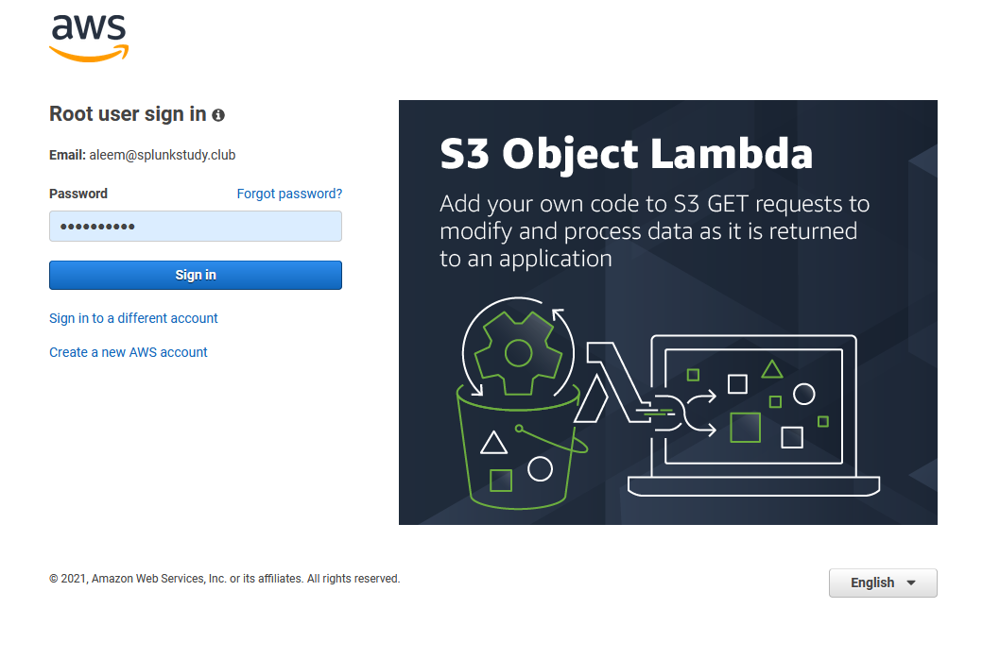 aws
Root user sign in
Email: aleem@splunkstudy.club
Password
Forgot password?
••••••••••
Sign in
Sign in to a different account
Create a new AWS account
S3 Object Lambda
Add your own code to S3 GET requests to
modify and process data as it is returned
to an application
© 2021, Amazon Web Services, Inc. or its affiliates. All rights reserved.
English